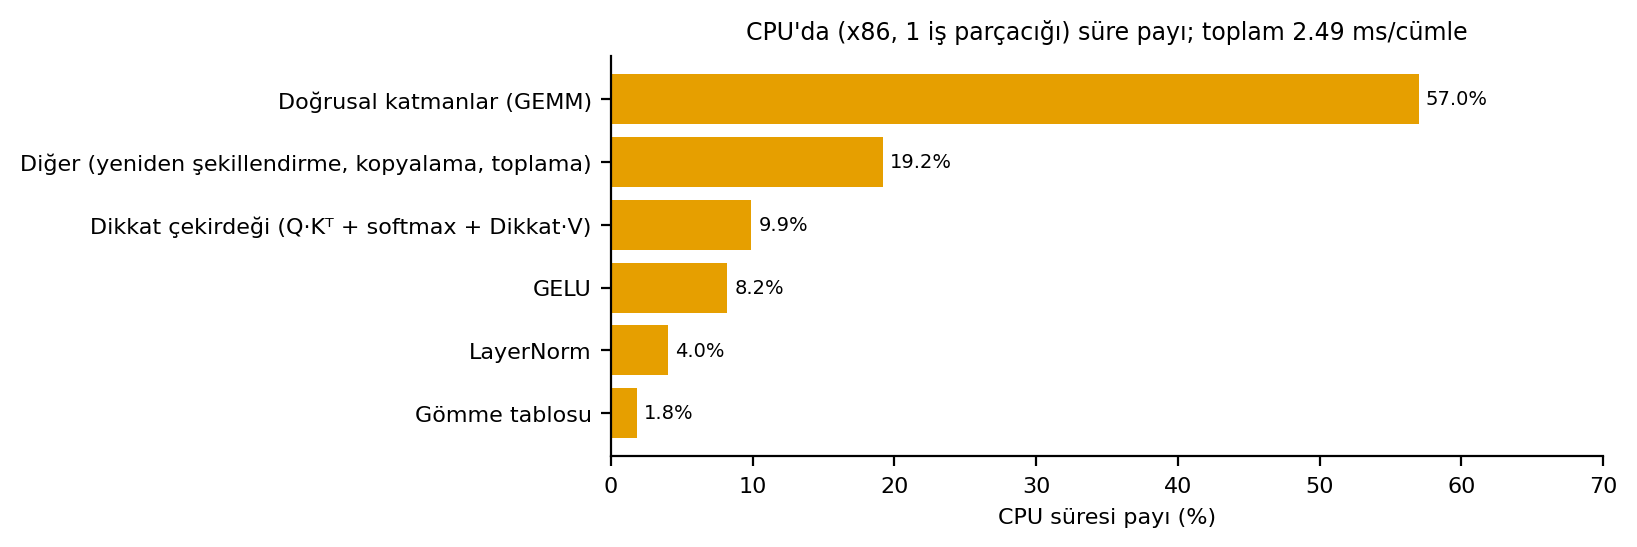 CPU'da (x86, 1 iş parçacığı) süre payı; toplam 2.49 ms/cümle
Doğrusal katmanlar (GEMM) 57.0%
Diğer (yeniden şekillendirme, kopyalama, toplama) 19.2%
Dikkat çekirdeği (Q·Kᵀ + softmax + Dikkat·V) 9.9%
GELU 8.2%
LayerNorm 4.0%
Gömme tablosu 1.8%
0 10 20 30 40 50 60 70
CPU süresi payı (%)